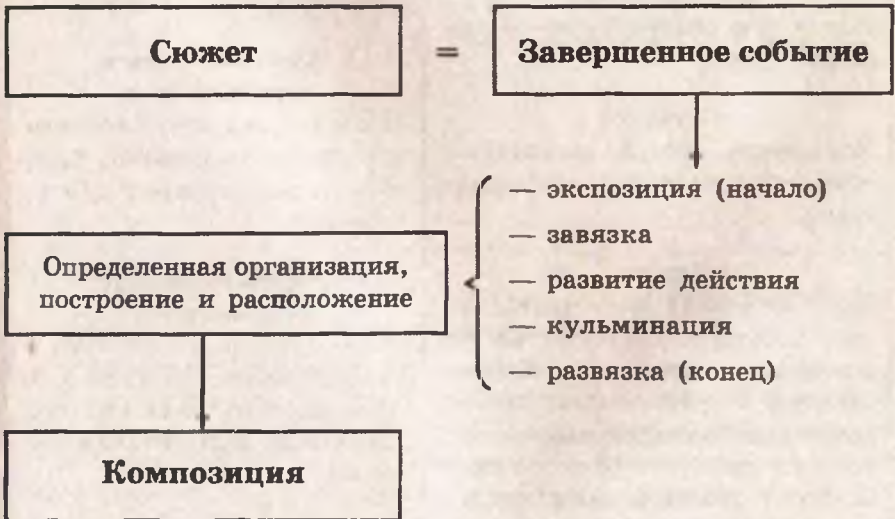 Сюжет = Завершенное событие
— экспозиция (начало)
— завязка
— развитие действия
— кульминация
— развязка (конец)
Определенная организация,
построение и расположение
Композиция